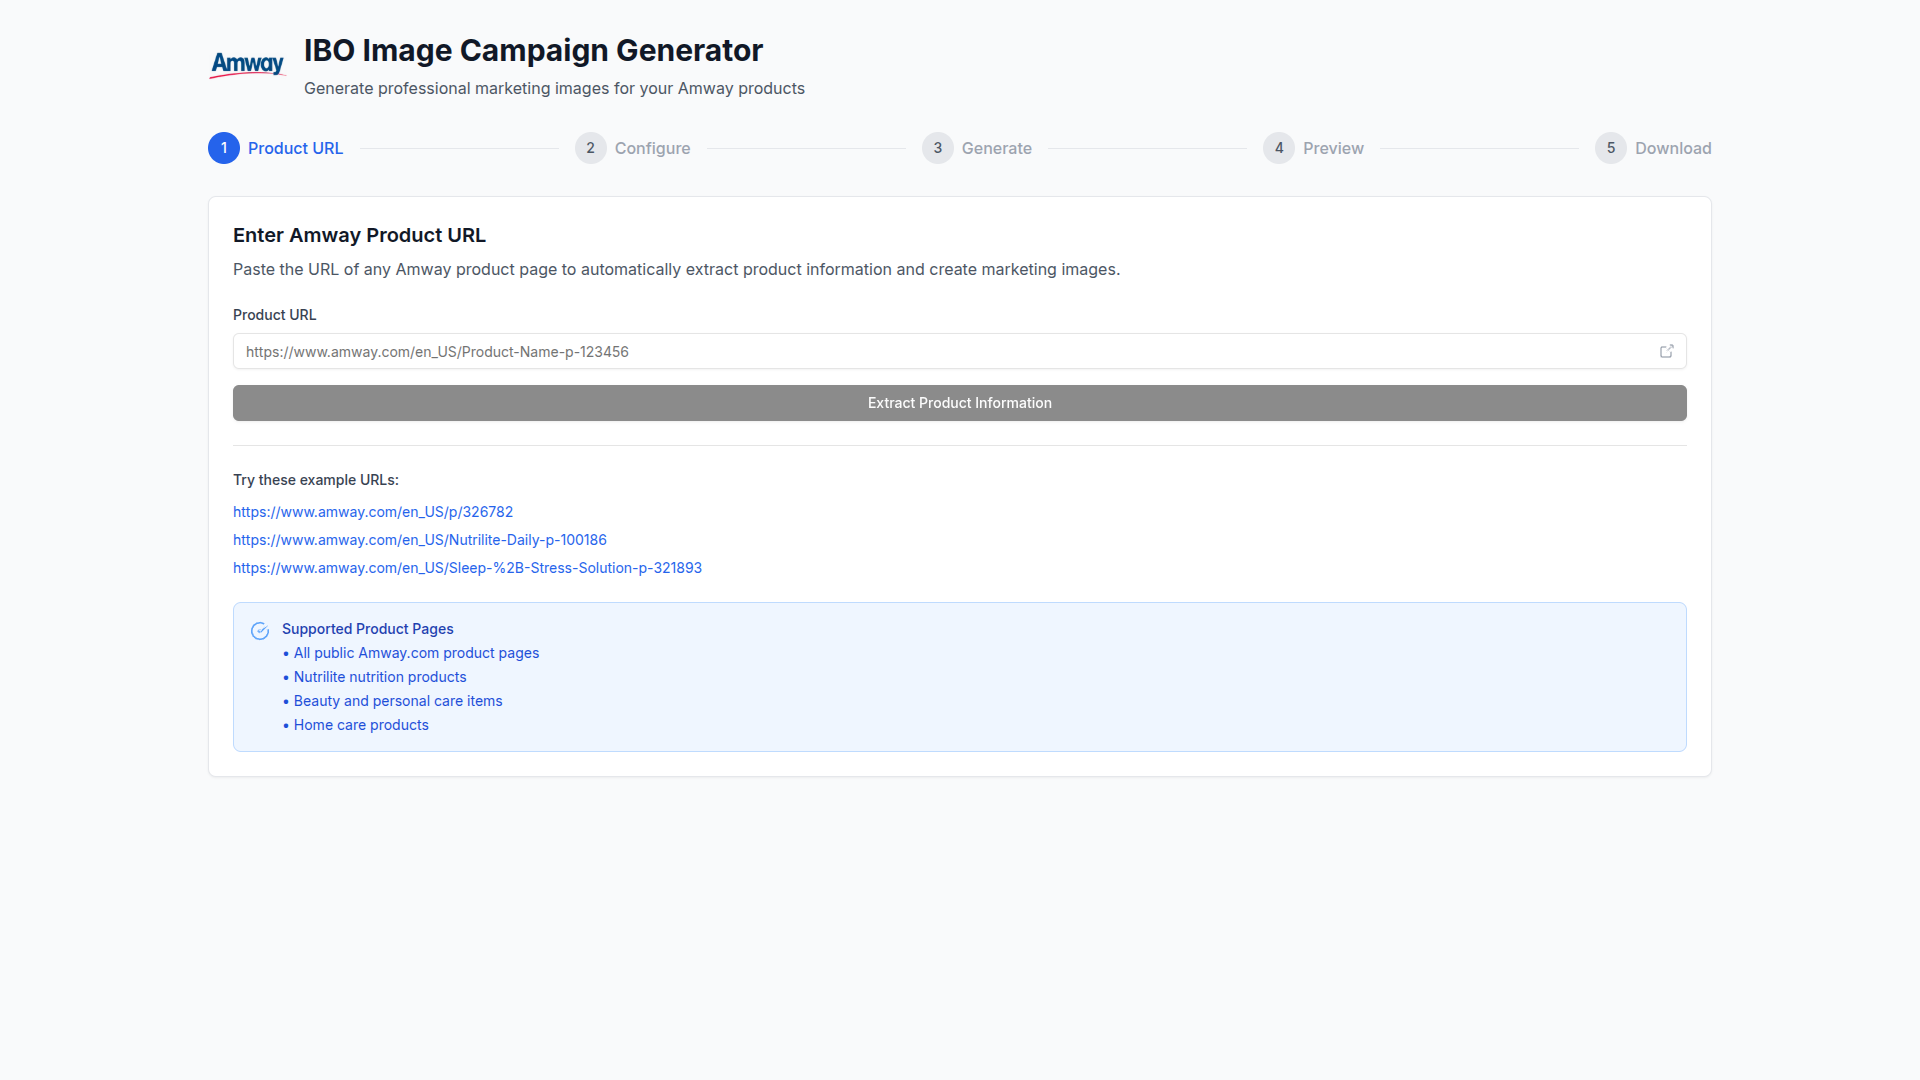 Amway
IBO Image Campaign Generator
Generate professional marketing images for your Amway products
1 Product URL 2 Configure 3 Generate 4 Preview 5 Download
Enter Amway Product URL
Paste the URL of any Amway product page to automatically extract product information and create marketing images.
Product URL
https://www.amway.com/en_US/Product-Name-p-123456
Extract Product Information
Try these example URLs:
https://www.amway.com/en_US/p/326782
https://www.amway.com/en_US/Nutrilite-Daily-p-100186
https://www.amway.com/en_US/Sleep-%2B-Stress-Solution-p-321893
Supported Product Pages
• All public Amway.com product pages
• Nutrilite nutrition products
• Beauty and personal care items
• Home care products